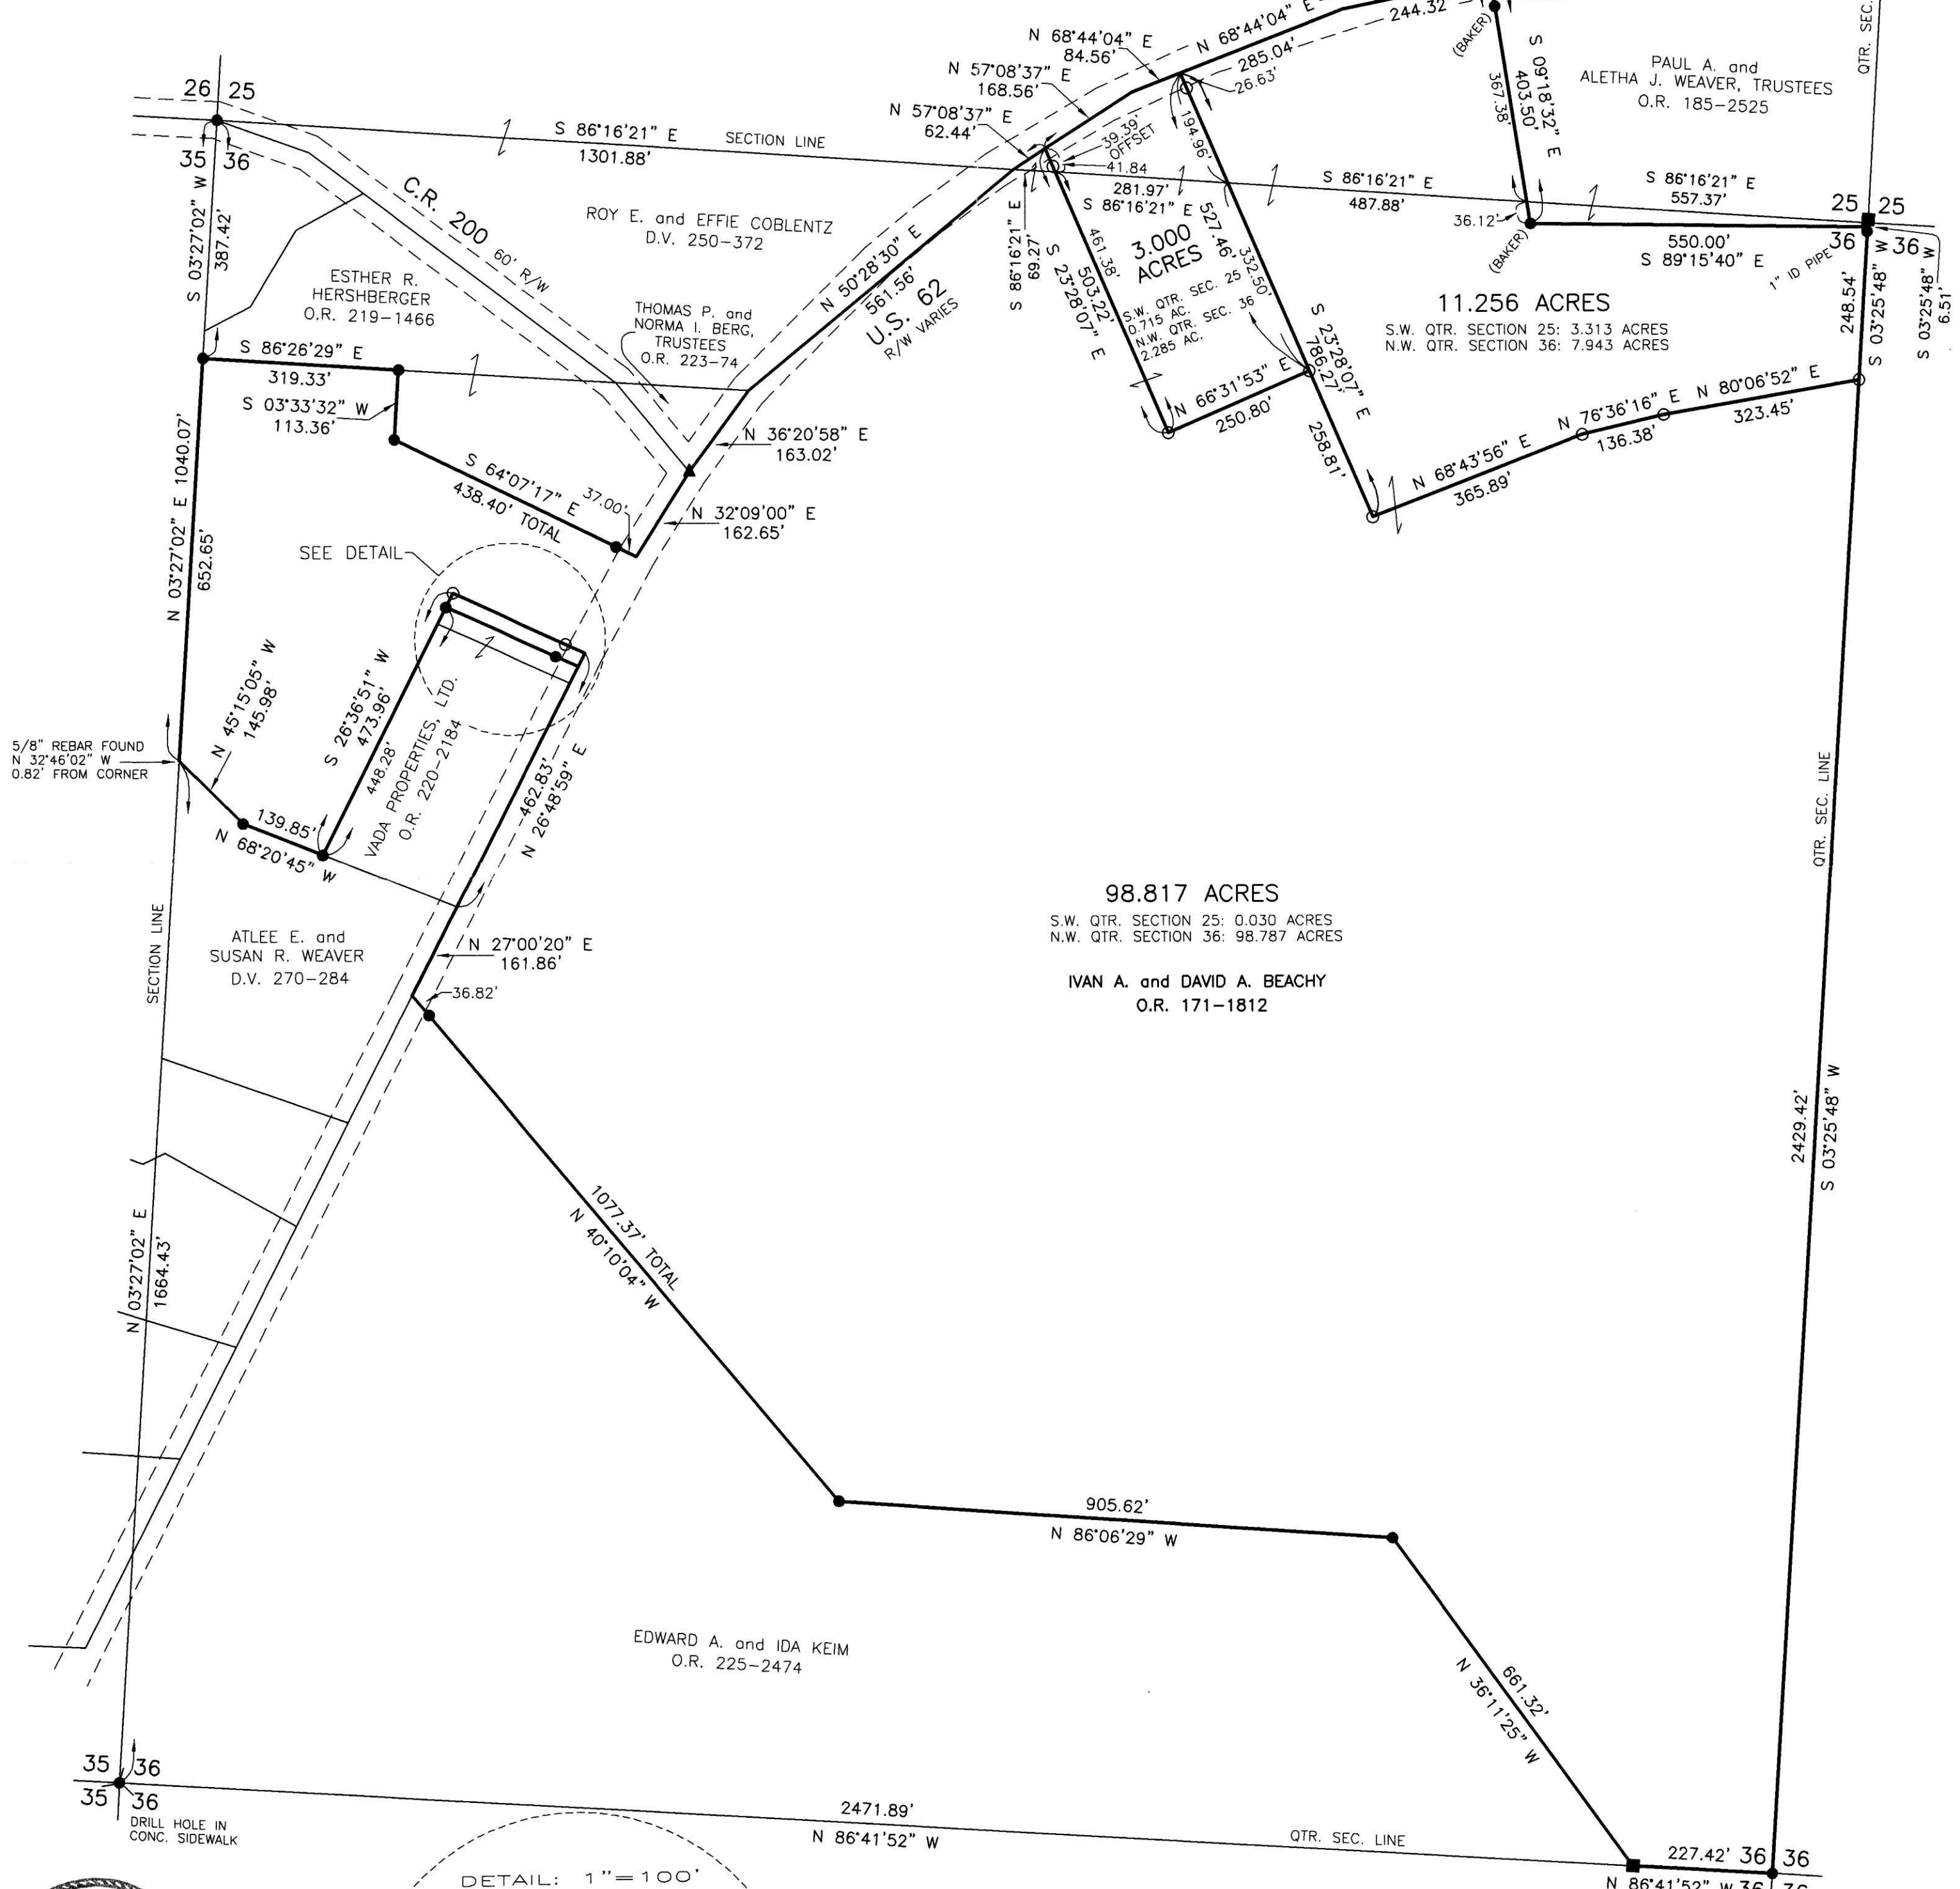 N 68°44'04" E
84.56'
N 68°44'04" E
285.04'
244.32'
26.63'
N 57°08'37" E
168.56'
N 57°08'37" E
62.44'
39.39'
OFFSET
41.84
(BAKER)
367.38'
S 09°18'32" E
403.50'
PAUL A. and
ALETHA J. WEAVER, TRUSTEES
O.R. 185-2525
QTR. SEC.
26 25
35 36
S 86°16'21" E
1301.88'
SECTION LINE
281.97'
S 86°16'21" E
S 86°16'21" E
487.88'
S 86°16'21" E
557.37'
25 25
36 36
36.12'
(BAKER)
550.00'
S 89°15'40" E
1" ID PIPE
S 03°25'48" W
6.51'
248.54'
S 03°25'48" W
S 03°27'02" W
387.42'
C.R. 200 60' R/W
ROY E. and EFFIE COBLENTZ
D.V. 250-372
ESTHER R.
HERSHBERGER
O.R. 219-1466
THOMAS P. and
NORMA I. BERG,
TRUSTEES
O.R. 223-74
N 50°28'30" E
561.56'
U.S. 62
R/W VARIES
S 86°16'21" E
69.27'
461.38'
503.22'
S 23°28'07" E
3.000
ACRES
S.W. QTR. SEC. 25
0.715 AC.
N.W. QTR. SEC. 36
2.285 AC.
194.96'
527.46'
332.50'
S 23°28'07" E
786.27'
258.81'
N 66°31'53" E
250.80'
11.256 ACRES
S.W. QTR. SECTION 25: 3.313 ACRES
N.W. QTR. SECTION 36: 7.943 ACRES
N 68°43'56" E
365.89'
N 76°36'16" E
136.38'
N 80°06'52" E
323.45'
S 86°26'29" E
319.33'
S 03°33'32" W
113.36'
S 64°07'17" E
438.40' TOTAL
37.00'
N 36°20'58" E
163.02'
N 32°09'00" E
162.65'
SEE DETAIL
N 03°27'02" E 1040.07'
652.65'
5/8" REBAR FOUND
N 32°46'02" W
0.82' FROM CORNER
N 45°15'05" W
145.98'
139.85'
N 68°20'45" W
S 26°36'51" W
473.96'
448.28'
VADA PROPERTIES, LTD.
O.R. 220-2184
462.83'
N 26°48'59" E
N 27°00'20" E
161.86'
36.82'
ATLEE E. and
SUSAN R. WEAVER
D.V. 270-284
SECTION LINE
98.817 ACRES
S.W. QTR. SECTION 25: 0.030 ACRES
N.W. QTR. SECTION 36: 98.787 ACRES
IVAN A. and DAVID A. BEACHY
O.R. 171-1812
QTR. SEC. LINE
2429.42'
S 03°25'48" W
N 03°27'02" E
1664.43'
1077.37' TOTAL
N 40°10'04" W
905.62'
N 86°06'29" W
661.32'
N 36°11'25" W
EDWARD A. and IDA KEIM
O.R. 225-2474
35 36
35 36
DRILL HOLE IN
CONC. SIDEWALK
2471.89'
N 86°41'52" W
QTR. SEC. LINE
227.42' 36 36
N 86°41'52" W 36 36
DETAIL: 1"=100'